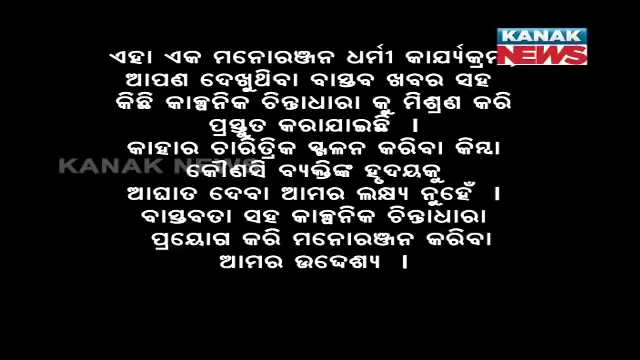 KANAK
NEWS
ଏହା ଏକ ମନୋରଞ୍ଜନ ଧର୍ମୀ କାର୍ଯ୍ୟକ୍ରମ,
ଆପଣ ଦେଖୁଥିବା ବାସ୍ତବ ଖବର ସହ
କିଛି କାଳ୍ପନିକ ଚିନ୍ତାଧାରା କୁ ମିଶ୍ରଣ କରି
ପ୍ରସ୍ତୁତ କରାଯାଇଛି ।
କାହାର ଚାରିତ୍ରିକ ସ୍ଖଳନ କରିବା କିମ୍ବା
KANAK NEWS
କୌଣସି ବ୍ୟକ୍ତିଙ୍କ ହୃଦୟକୁ
ଆଘାତ ଦେବା ଆମର ଲକ୍ଷ୍ୟ ନୁହେଁ ।
ବାସ୍ତବତା ସହ କାଳ୍ପନିକ ଚିନ୍ତାଧାରା
ପ୍ରୟୋଗ କରି ମନୋରଞ୍ଜନ କରିବା
ଆମର ଉଦ୍ଦେଶ୍ୟ ।